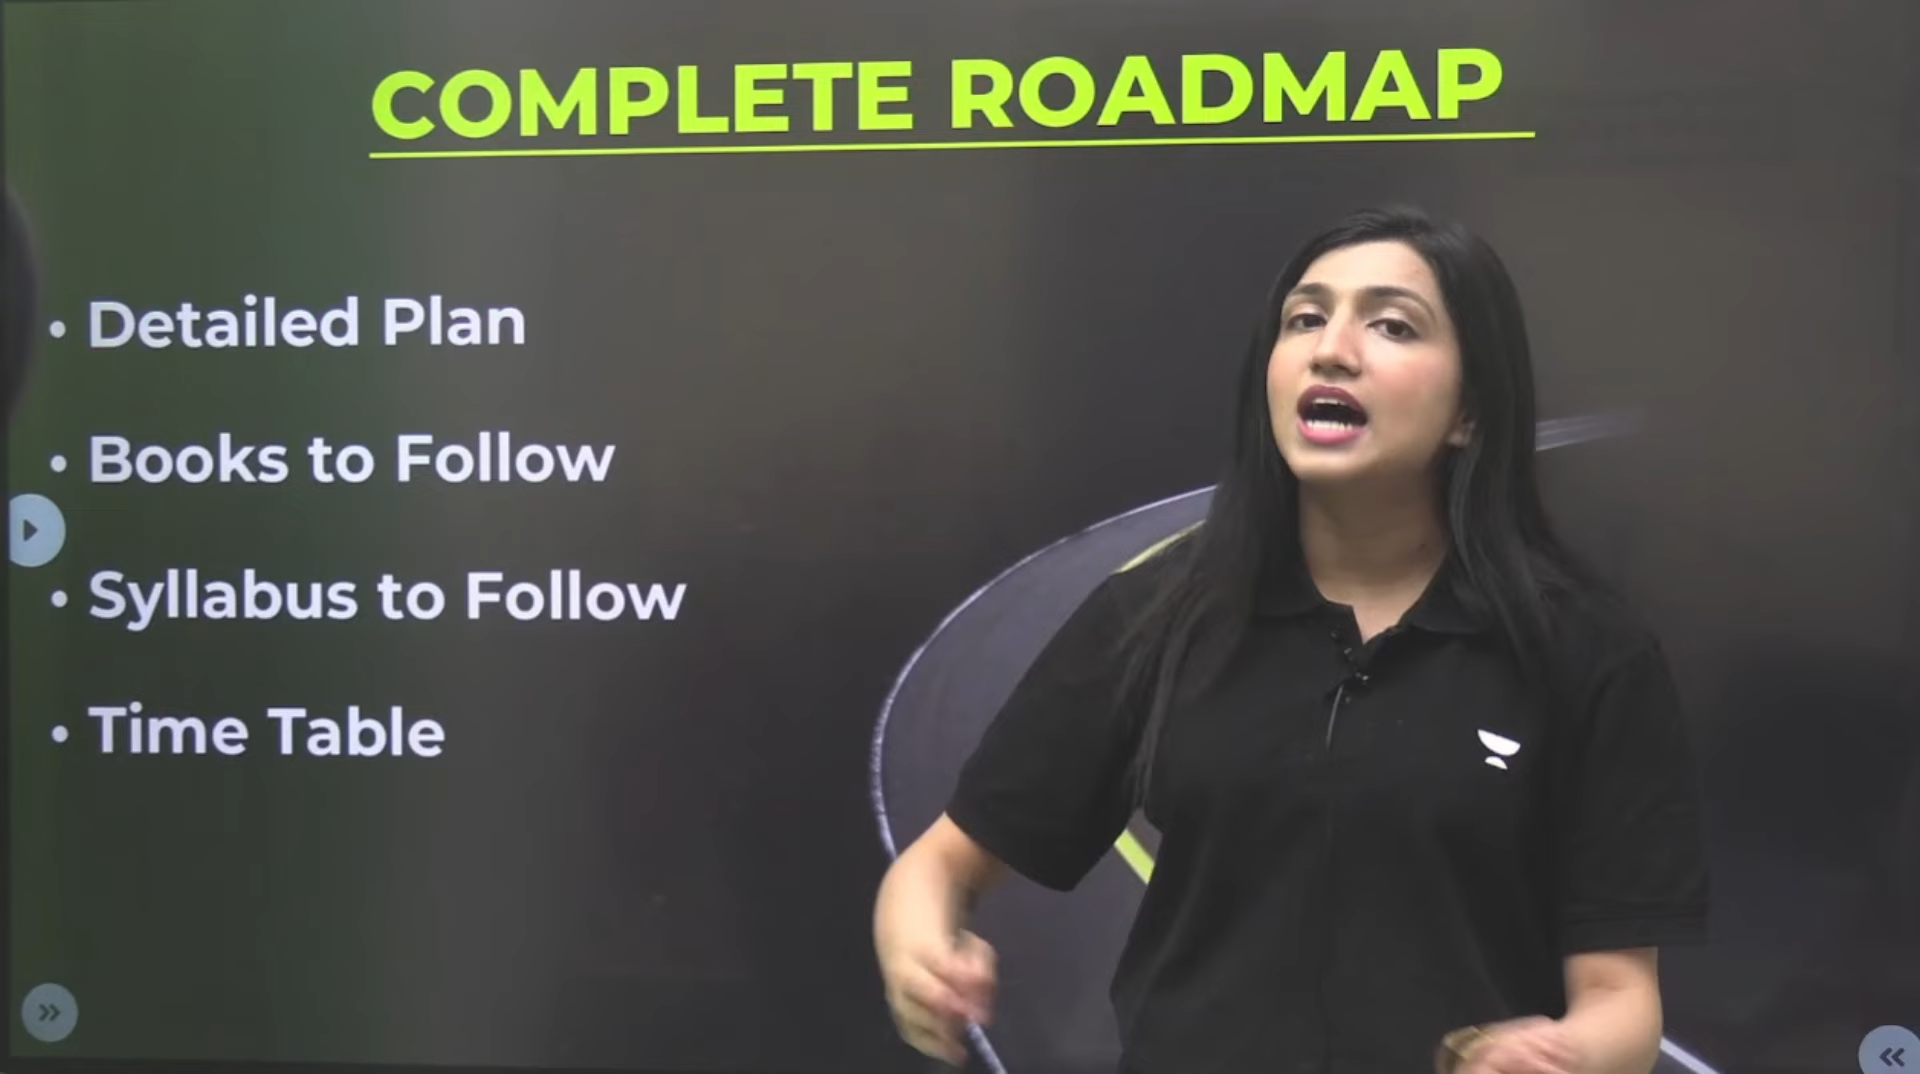 COMPLETE ROADMAP
• Detailed Plan
• Books to Follow
• Syllabus to Follow
• Time Table